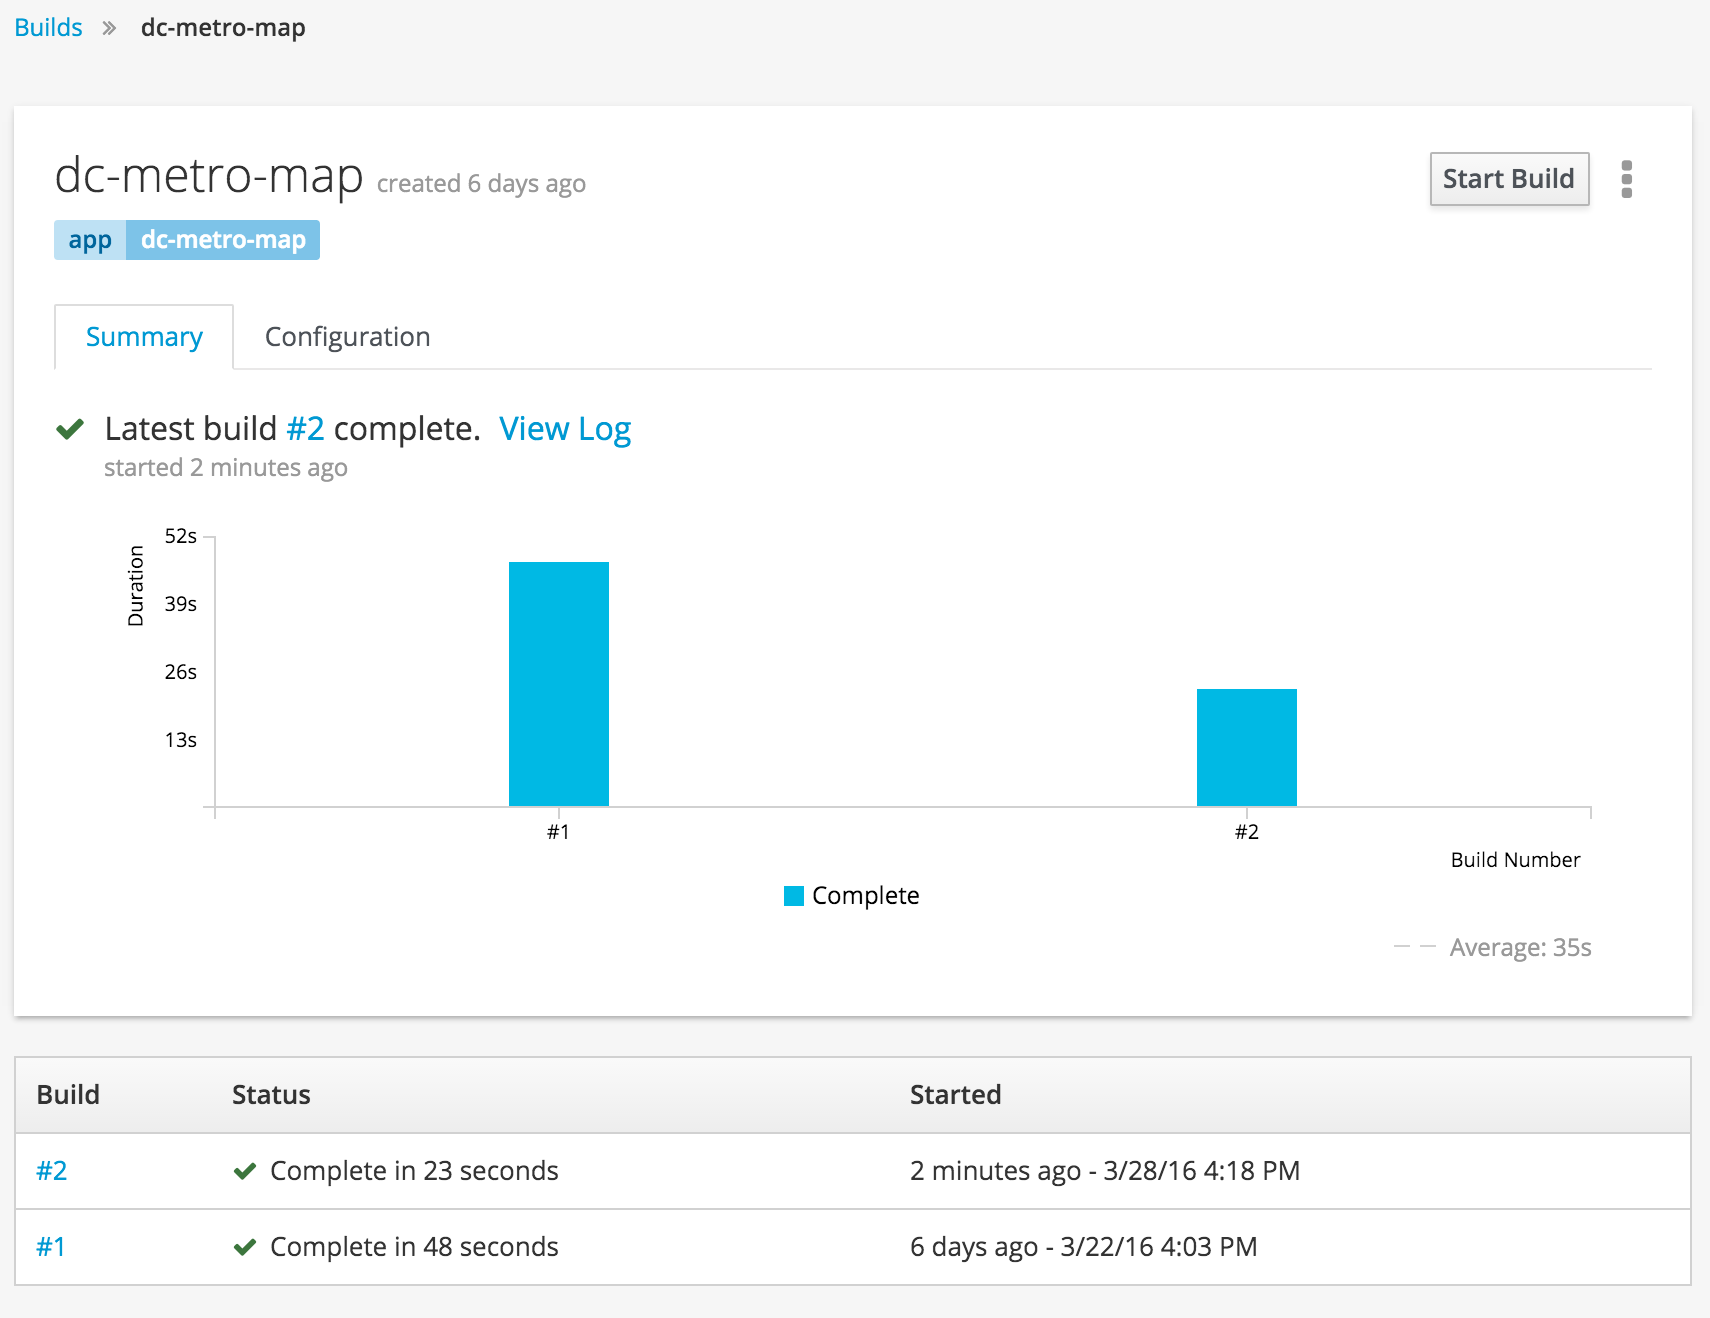 Builds » dc-metro-map
dc-metro-map created 6 days ago
Start Build
app dc-metro-map
Summary Configuration
Latest build #2 complete. View Log
started 2 minutes ago
Duration
52s
39s
26s
13s
#1 #2
Build Number
Complete
Average: 35s
Build Status Started
#2 Complete in 23 seconds 2 minutes ago - 3/28/16 4:18 PM
#1 Complete in 48 seconds 6 days ago - 3/22/16 4:03 PM